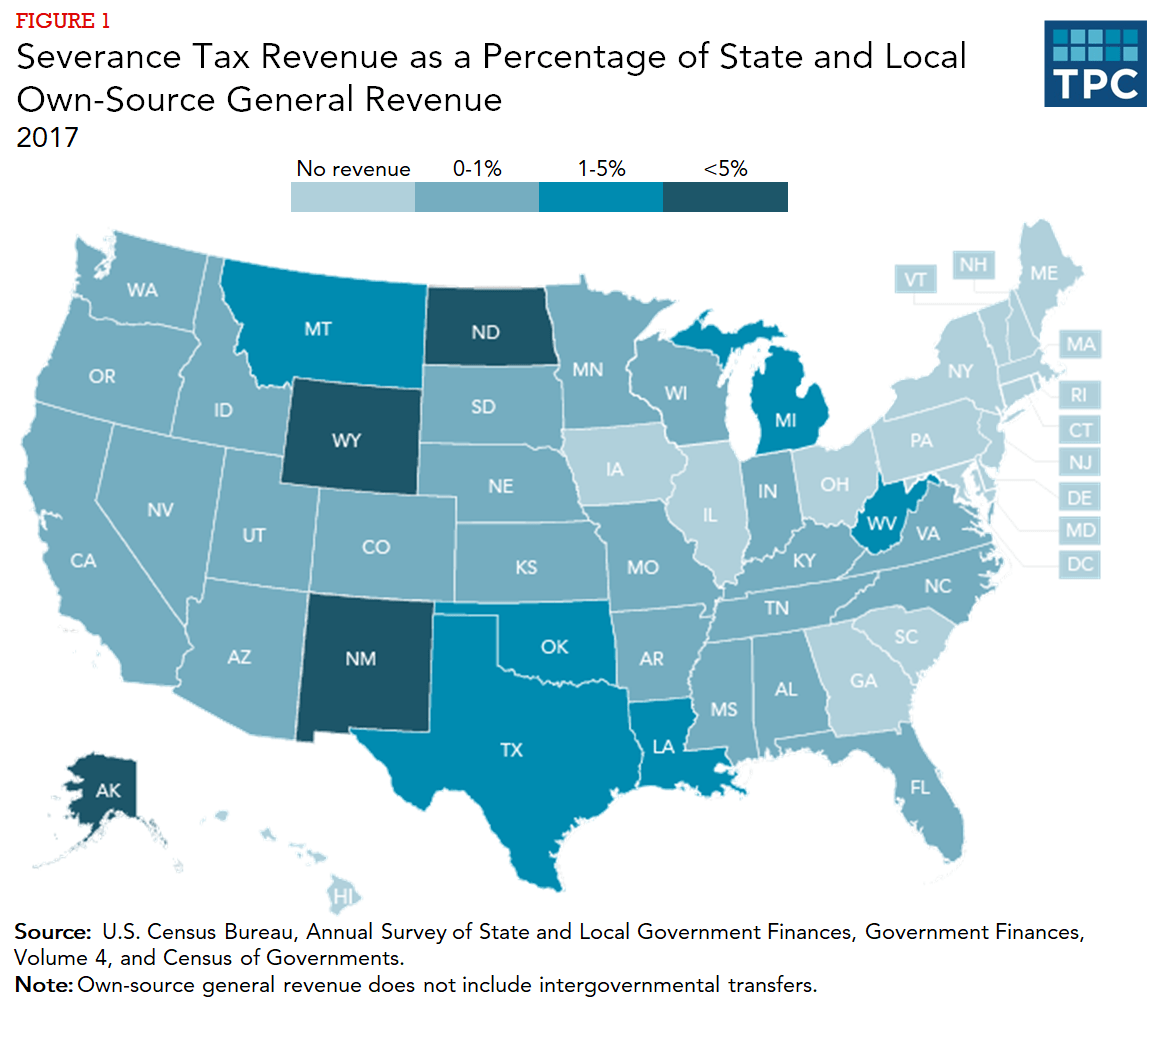 FIGURE 1
Severance Tax Revenue as a Percentage of State and Local
Own-Source General Revenue
2017
TPC
No revenue 0-1% 1-5% <5%
VT
NH
ME
WA
MT
ND
MN
OR
ID
SD
WI
MI
NY
MA
RI
CT
WY
NJ
IA
PA
NE
OH
DE
NV
IL
IN
WV
MD
UT
CO
VA
DC
CA
KS
MO
KY
NC
TN
AZ
NM
OK
AR
SC
GA
MS
AL
TX
LA
AK
FL
HI
Source: U.S. Census Bureau, Annual Survey of State and Local Government Finances, Government Finances,
Volume 4, and Census of Governments.
Note: Own-source general revenue does not include intergovernmental transfers.